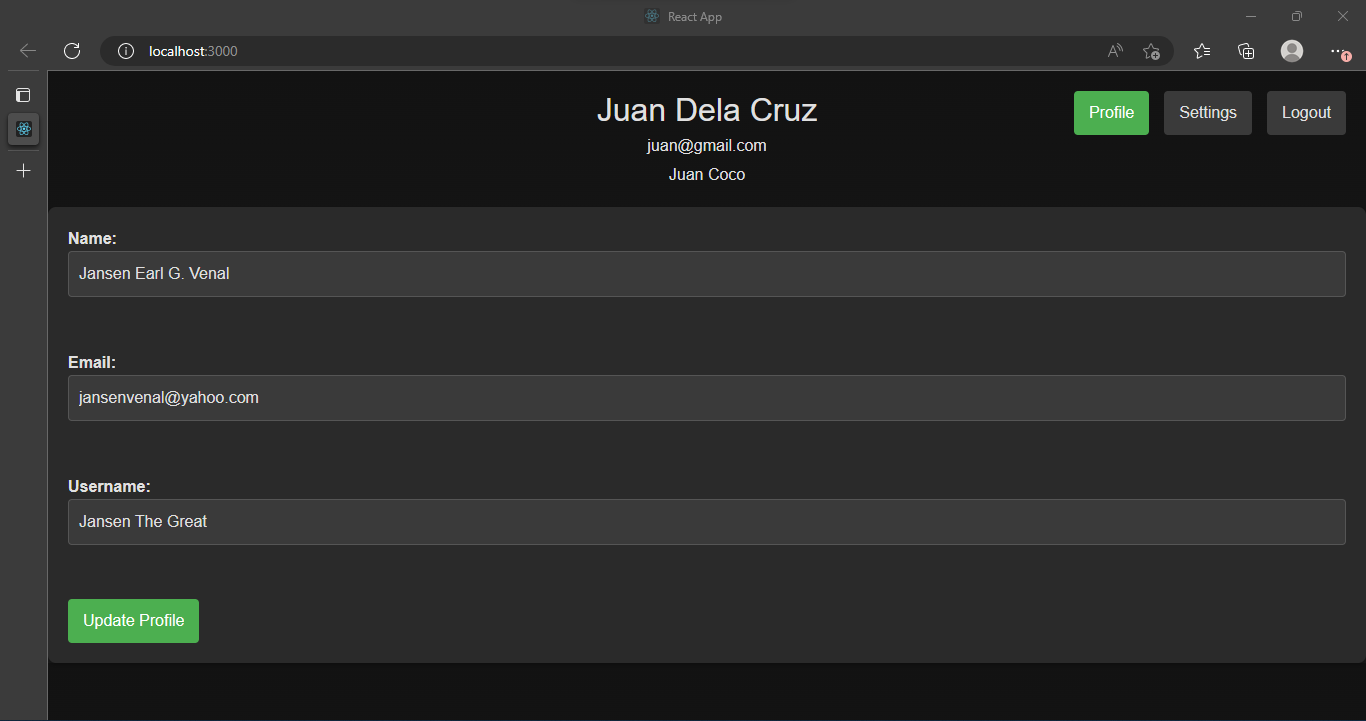 React App
localhost:3000
Juan Dela Cruz
juan@gmail.com
Juan Coco
Profile Settings Logout
Name:
Jansen Earl G. Venal
Email:
jansenvenal@yahoo.com
Username:
Jansen The Great
Update Profile